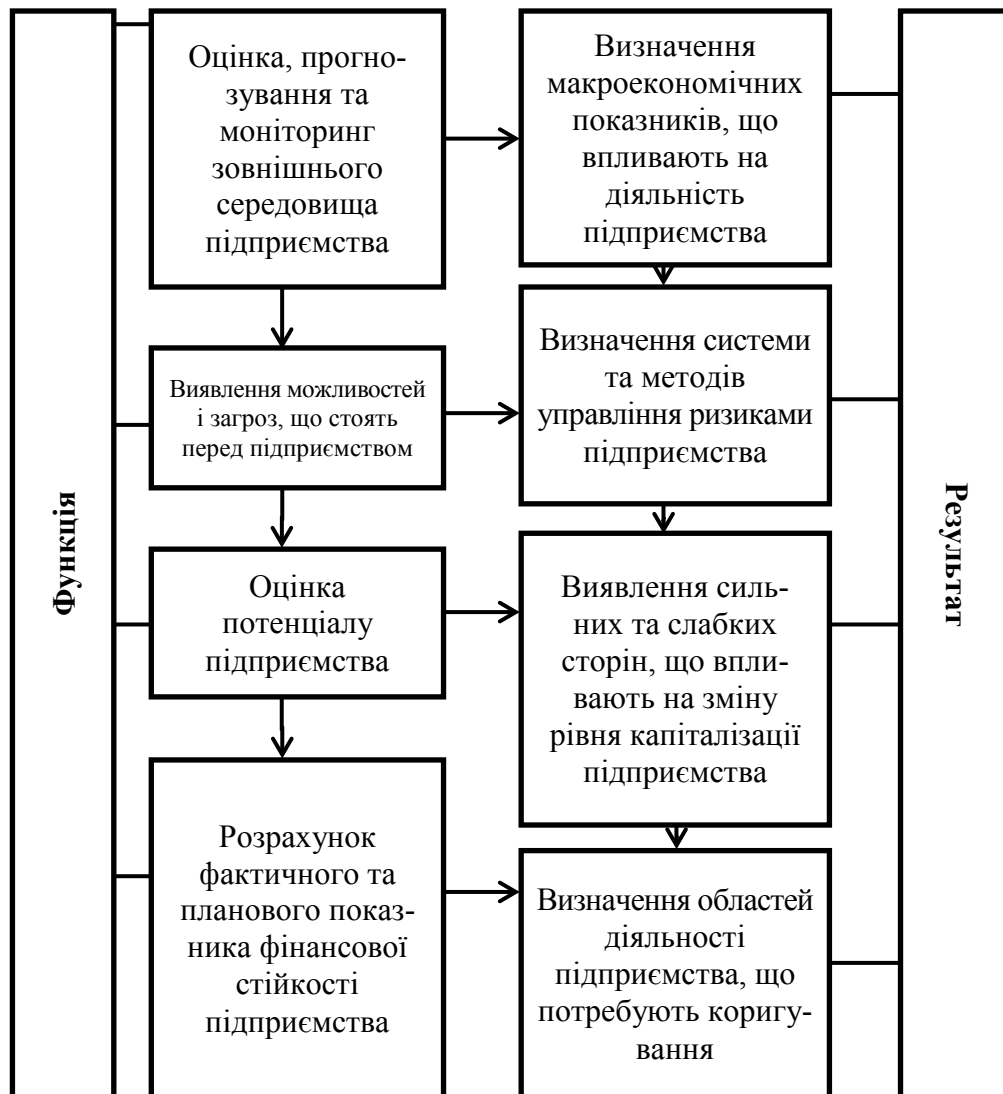 Функція
Оцінка, прогно-
зування та
моніторинг
зовнішнього
середовища
підприємства
Визначення
макроекономічних
показників, що
впливають на
діяльність
підприємства
Виявлення можливостей
і загроз, що стоять
перед підприємством
Визначення системи
та методів
управління ризиками
підприємства
Оцінка
потенціалу
підприємства
Виявлення силь-
них та слабких
сторін, що впли-
вають на зміну
рівня капіталізації
підприємства
Розрахунок
фактичного та
планового показ-
ника фінансової
стійкості
підприємства
Визначення областей
діяльності
підприємства, що
потребують коригу-
вання
Результат